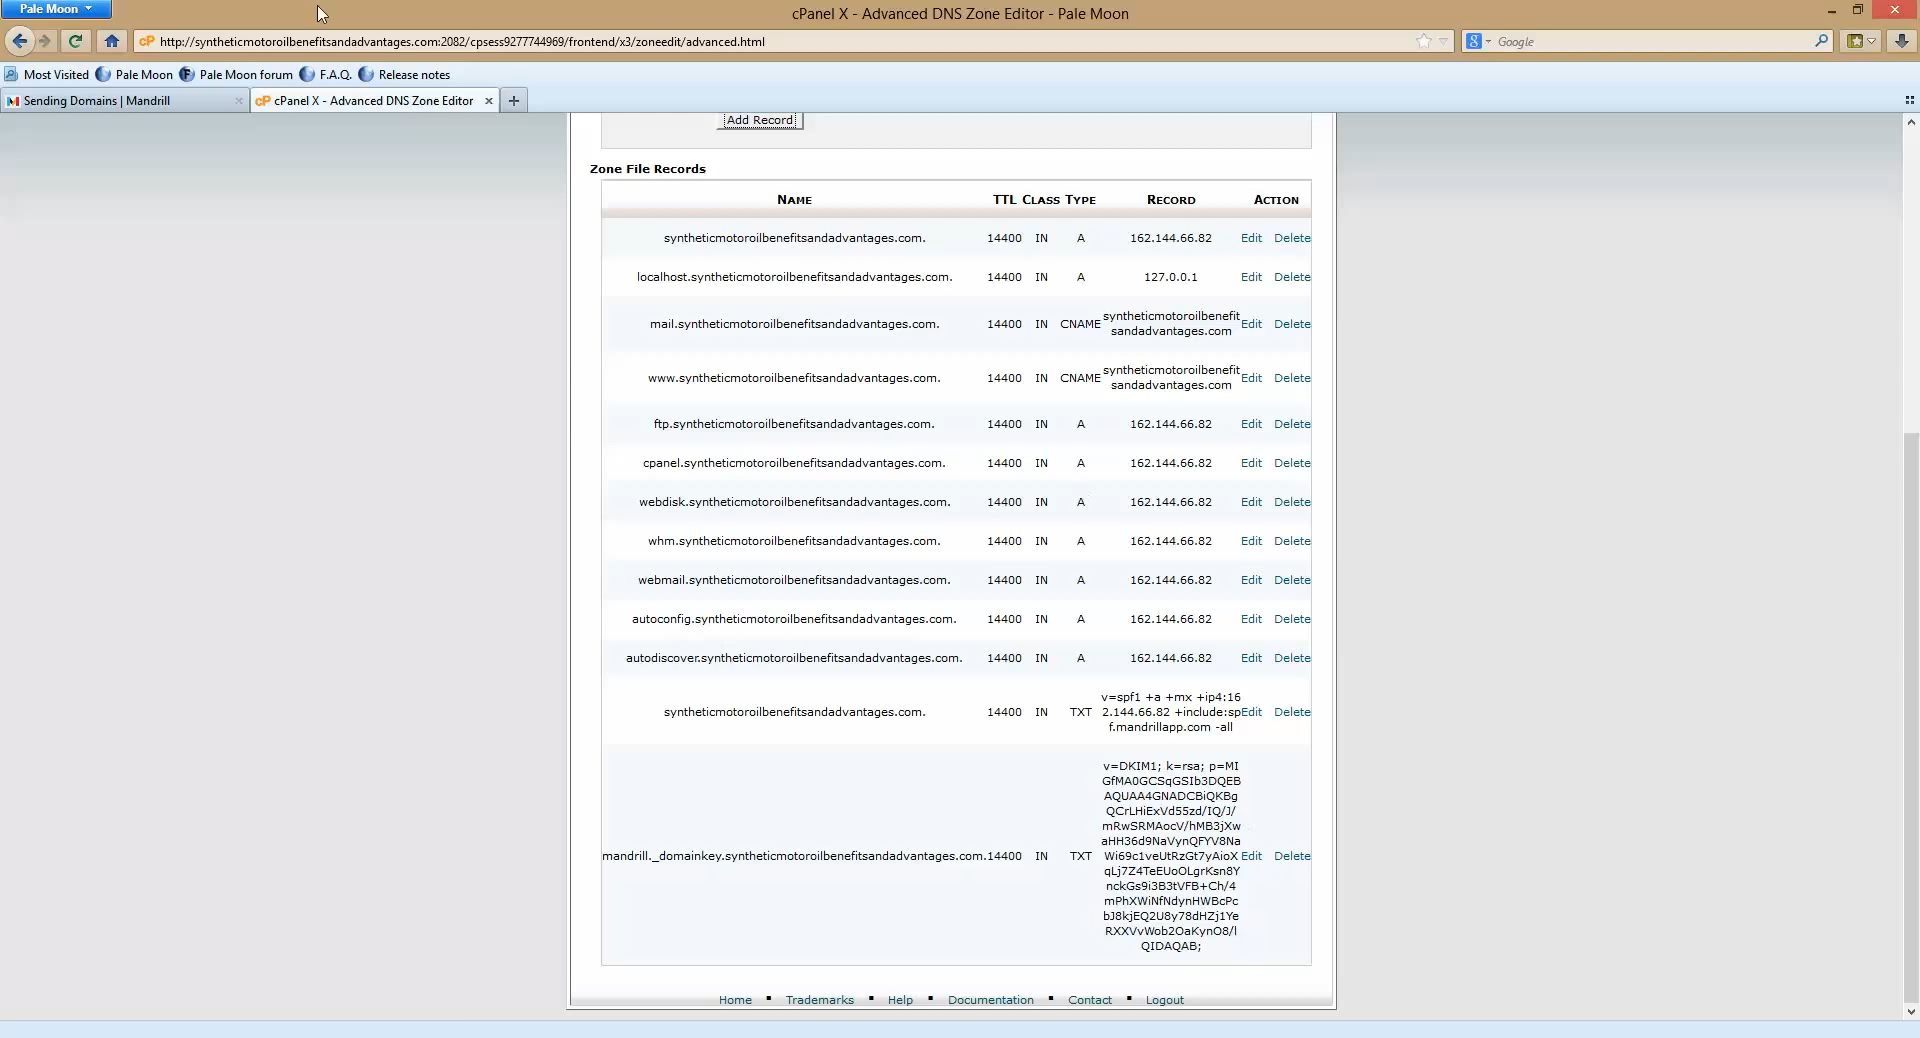 Pale Moon
cPanel X - Advanced DNS Zone Editor - Pale Moon
http://syntheticmotoroilbenefitsandadvantages.com:2082/cpsess9277744969/frontend/x3/zoneedit/advanced.html
Google
Most Visited Pale Moon Pale Moon forum F.A.Q. Release notes
Sending Domains | Mandrill
cP cPanel X - Advanced DNS Zone Editor
Add Record
Zone File Records
NAME TTL CLASS TYPE RECORD ACTION
syntheticmotoroilbenefitsandadvantages.com. 14400 IN A 162.144.66.82 Edit Delete
localhost.syntheticmotoroilbenefitsandadvantages.com. 14400 IN A 127.0.0.1 Edit Delete
mail.syntheticmotoroilbenefitsandadvantages.com. 14400 IN CNAME syntheticmotoroilbenefit Edit Delete
sandadvantages.com
www.syntheticmotoroilbenefitsandadvantages.com. 14400 IN CNAME syntheticmotoroilbenefit Edit Delete
sandadvantages.com
ftp.syntheticmotoroilbenefitsandadvantages.com. 14400 IN A 162.144.66.82 Edit Delete
cpanel.syntheticmotoroilbenefitsandadvantages.com. 14400 IN A 162.144.66.82 Edit Delete
webdisk.syntheticmotoroilbenefitsandadvantages.com. 14400 IN A 162.144.66.82 Edit Delete
whm.syntheticmotoroilbenefitsandadvantages.com. 14400 IN A 162.144.66.82 Edit Delete
webmail.syntheticmotoroilbenefitsandadvantages.com. 14400 IN A 162.144.66.82 Edit Delete
autoconfig.syntheticmotoroilbenefitsandadvantages.com. 14400 IN A 162.144.66.82 Edit Delete
autodiscover.syntheticmotoroilbenefitsandadvantages.com. 14400 IN A 162.144.66.82 Edit Delete
v=spf1 +a +mx +ip4:16
syntheticmotoroilbenefitsandadvantages.com. 14400 IN TXT 2.144.66.82 +include:sp Edit Delete
f.mandrillapp.com -all
v=DKIM1; k=rsa; p=MI
GfMA0GCSqGSIb3DQEB
AQUAA4GNADCBiQKBg
QCrLHiExVd55zd/IQ/J/
mRwSRMAocV/hMB3jXw
aHH36d9NaVynQFYV8Na
mandrill._domainkey.syntheticmotoroilbenefitsandadvantages.com. 14400 IN TXT Wi69c1veUtRzGt7yAioX Edit Delete
qLj7Z4TeEUoOLgrKsn8Y
nckGs9i3B3tVFB+Ch/4
mPhXWiNfNdynHWBcPc
bJ8kjEQ2U8y78dHZj1Ye
RXXVvWob2OaKynO8/l
QIDAQAB;
Home Trademarks Help Documentation Contact Logout